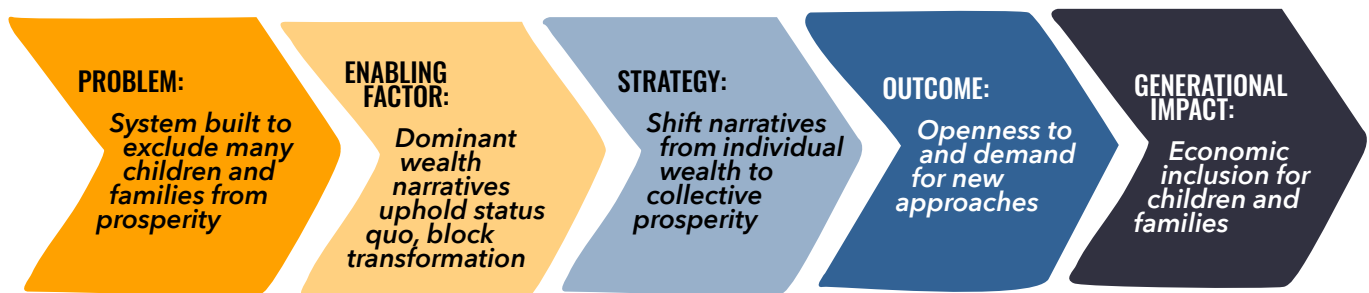 PROBLEM:
System built to
exclude many
children and
families from
prosperity
ENABLING
FACTOR:
Dominant
wealth
narratives
uphold status
quo, block
transformation
STRATEGY:
Shift narratives
from individual
wealth to
collective
prosperity
OUTCOME:
Openness to
and demand
for new
approaches
GENERATIONAL
IMPACT:
Economic
inclusion for
children and
families